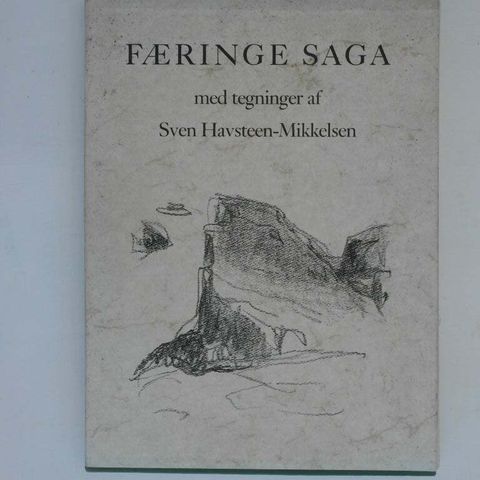 FÆRINGE SAGA
med tegninger af
Sven Havsteen-Mikkelsen